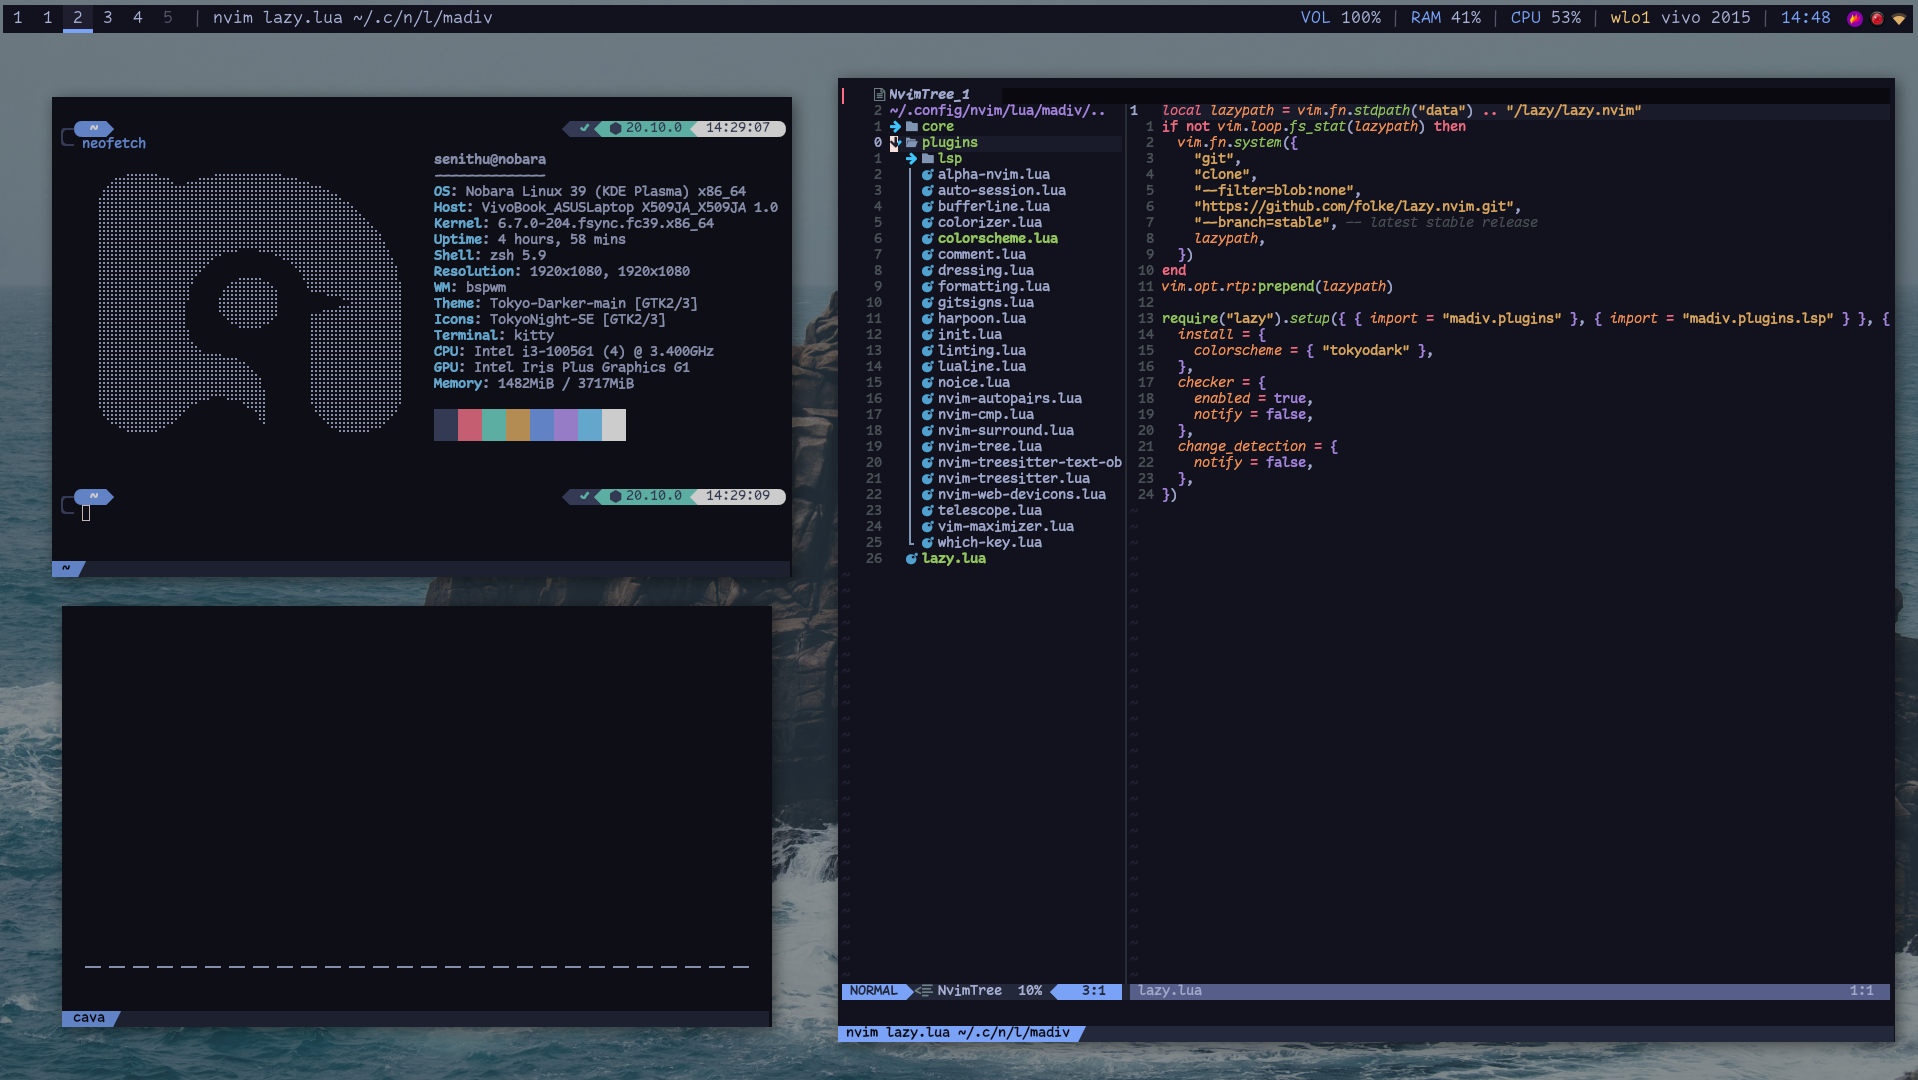 1 1 2 3 4 5 | nvim lazy.lua ~/.c/n/l/madiv
VOL 100% | RAM 41% | CPU 53% | wlo1 vivo 2015 | 14:48
~ ✔ 20.10.0 14:29:07
neofetch
senithu@nobara
--------------
OS: Nobara Linux 39 (KDE Plasma) x86_64
Host: VivoBook_ASUSLaptop X509JA_X509JA 1.0
Kernel: 6.7.0-204.fsync.fc39.x86_64
Uptime: 4 hours, 58 mins
Shell: zsh 5.9
Resolution: 1920x1080, 1920x1080
WM: bspwm
Theme: Tokyo-Darker-main [GTK2/3]
Icons: TokyoNight-SE [GTK2/3]
Terminal: kitty
CPU: Intel i3-1005G1 (4) @ 3.400GHz
GPU: Intel Iris Plus Graphics G1
Memory: 1482MiB / 3717MiB
~ ✔ 20.10.0 14:29:09
~
cava
NvimTree_1
2 ~/.config/nvim/lua/madiv/..
1 core
0 plugins
1 lsp
2 alpha-nvim.lua
3 auto-session.lua
4 bufferline.lua
5 colorizer.lua
6 colorscheme.lua
7 comment.lua
8 dressing.lua
9 formatting.lua
10 gitsigns.lua
11 harpoon.lua
12 init.lua
13 linting.lua
14 lualine.lua
15 noice.lua
16 nvim-autopairs.lua
17 nvim-cmp.lua
18 nvim-surround.lua
19 nvim-tree.lua
20 nvim-treesitter-text-ob
21 nvim-treesitter.lua
22 nvim-web-devicons.lua
23 telescope.lua
24 vim-maximizer.lua
25 which-key.lua
26 lazy.lua
1 local lazypath = vim.fn.stdpath("data") .. "/lazy/lazy.nvim"
1 if not vim.loop.fs_stat(lazypath) then
2 vim.fn.system({
3 "git",
4 "clone",
5 "--filter=blob:none",
6 "https://github.com/folke/lazy.nvim.git",
7 "--branch=stable", -- latest stable release
8 lazypath,
9 })
10 end
11 vim.opt.rtp:prepend(lazypath)
12
13 require("lazy").setup({ { import = "madiv.plugins" }, { import = "madiv.plugins.lsp" } }, {
14 install = {
15 colorscheme = { "tokyodark" },
16 },
17 checker = {
18 enabled = true,
19 notify = false,
20 },
21 change_detection = {
22 notify = false,
23 },
24 })
NORMAL NvimTree 10% 3:1
lazy.lua 1:1
nvim lazy.lua ~/.c/n/l/madiv